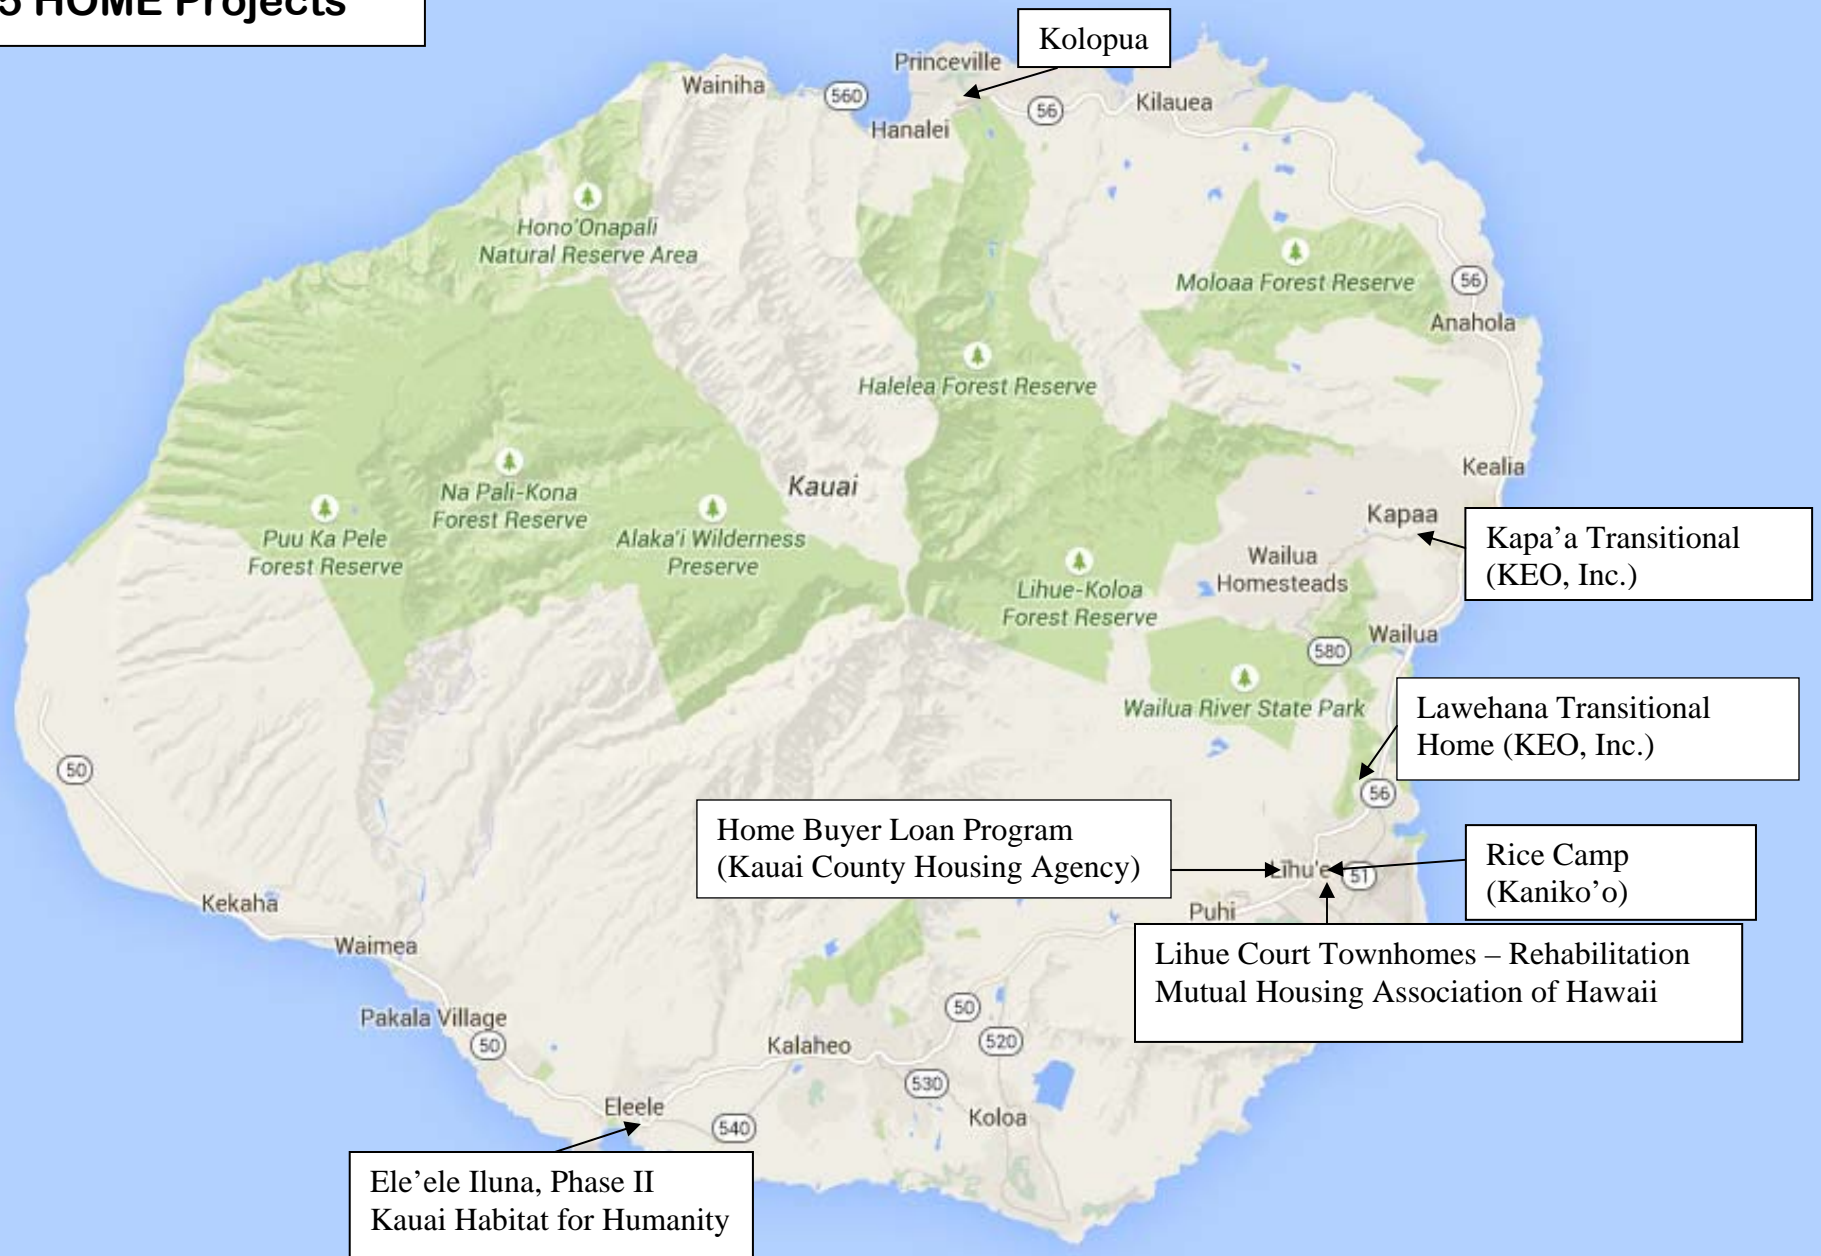 5 HOME Projects
Kolopua
Princeville
Wainiha
560
56
Kilauea
Hanalei
Hono'Onapali
Natural Reserve Area
Moloaa Forest Reserve
56
Anahola
Halelea Forest Reserve
Kauai
Kealia
Na Pali-Kona
Forest Reserve
Puu Ka Pele
Forest Reserve
Alaka'i Wilderness
Preserve
Kapaa
Kapa’a Transitional
(KEO, Inc.)
Wailua
Homesteads
Lihue-Koloa
Forest Reserve
Wailua
580
Wailua River State Park
Lawehana Transitional
Home (KEO, Inc.)
50
56
Home Buyer Loan Program
(Kauai County Housing Agency)
Lihu'e
51
Rice Camp
(Kaniko’o)
Puhi
Kekaha
Waimea
Lihue Court Townhomes – Rehabilitation
Mutual Housing Association of Hawaii
Pakala Village
50
50
520
Kalaheo
530
Eleele
540
Koloa
Ele’ele Iluna, Phase II
Kauai Habitat for Humanity